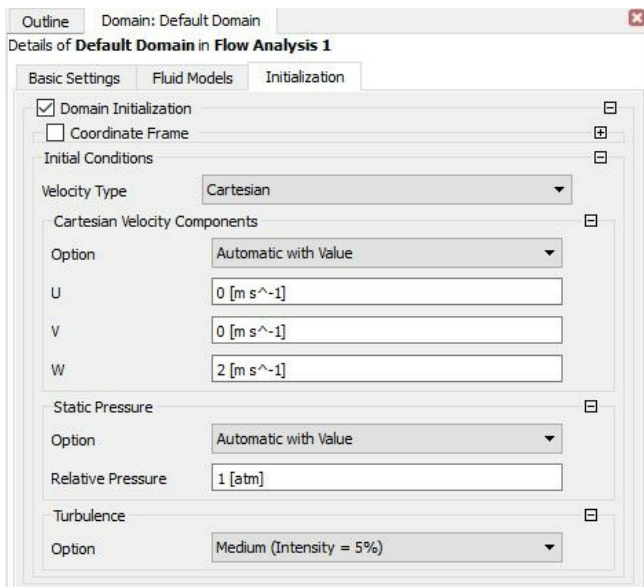 Outline Domain: Default Domain
Details of Default Domain in Flow Analysis 1
Basic Settings Fluid Models Initialization
Domain Initialization
Coordinate Frame
Initial Conditions
Velocity Type Cartesian
Cartesian Velocity Components
Option Automatic with Value
U 0 [m s^-1]
V 0 [m s^-1]
W 2 [m s^-1]
Static Pressure
Option Automatic with Value
Relative Pressure 1 [atm]
Turbulence
Option Medium (Intensity = 5%)